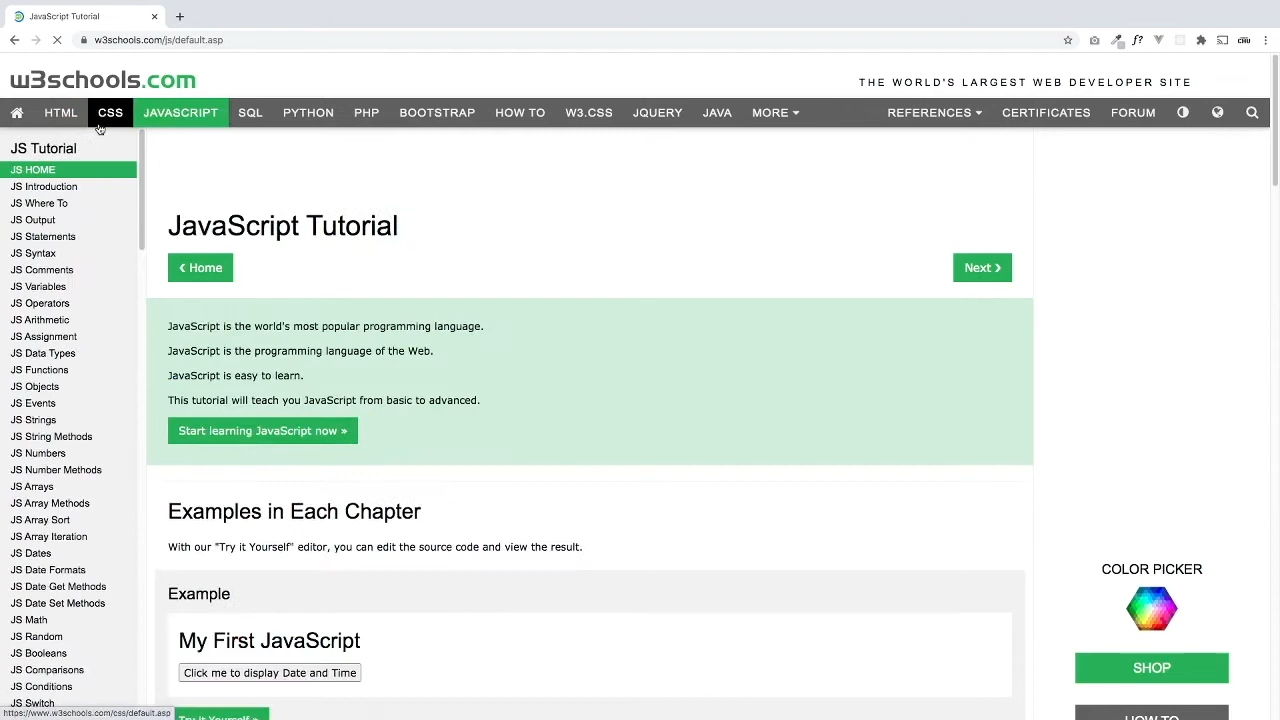 JavaScript Tutorial
w3schools.com/js/default.asp
f?
w3schools.com
THE WORLD'S LARGEST WEB DEVELOPER SITE
HTML CSS JAVASCRIPT SQL PYTHON PHP BOOTSTRAP HOW TO W3.CSS JQUERY JAVA MORE REFERENCES CERTIFICATES FORUM
JS Tutorial
JS HOME
JS Introduction
JS Where To
JS Output
JS Statements
JS Syntax
JS Comments
JS Variables
JS Operators
JS Arithmetic
JS Assignment
JS Data Types
JS Functions
JS Objects
JS Events
JS Strings
JS String Methods
JS Numbers
JS Number Methods
JS Arrays
JS Array Methods
JS Array Sort
JS Array Iteration
JS Dates
JS Date Formats
JS Date Get Methods
JS Date Set Methods
JS Math
JS Random
JS Booleans
JS Comparisons
JS Conditions
JS Switch
https://www.w3schools.com/css/default.asp
JavaScript Tutorial
❮ Home
Next ❯
JavaScript is the world's most popular programming language.
JavaScript is the programming language of the Web.
JavaScript is easy to learn.
This tutorial will teach you JavaScript from basic to advanced.
Start learning JavaScript now »
Examples in Each Chapter
With our "Try it Yourself" editor, you can edit the source code and view the result.
Example
My First JavaScript
Click me to display Date and Time
Try it Yourself »
COLOR PICKER
SHOP
HOW TO